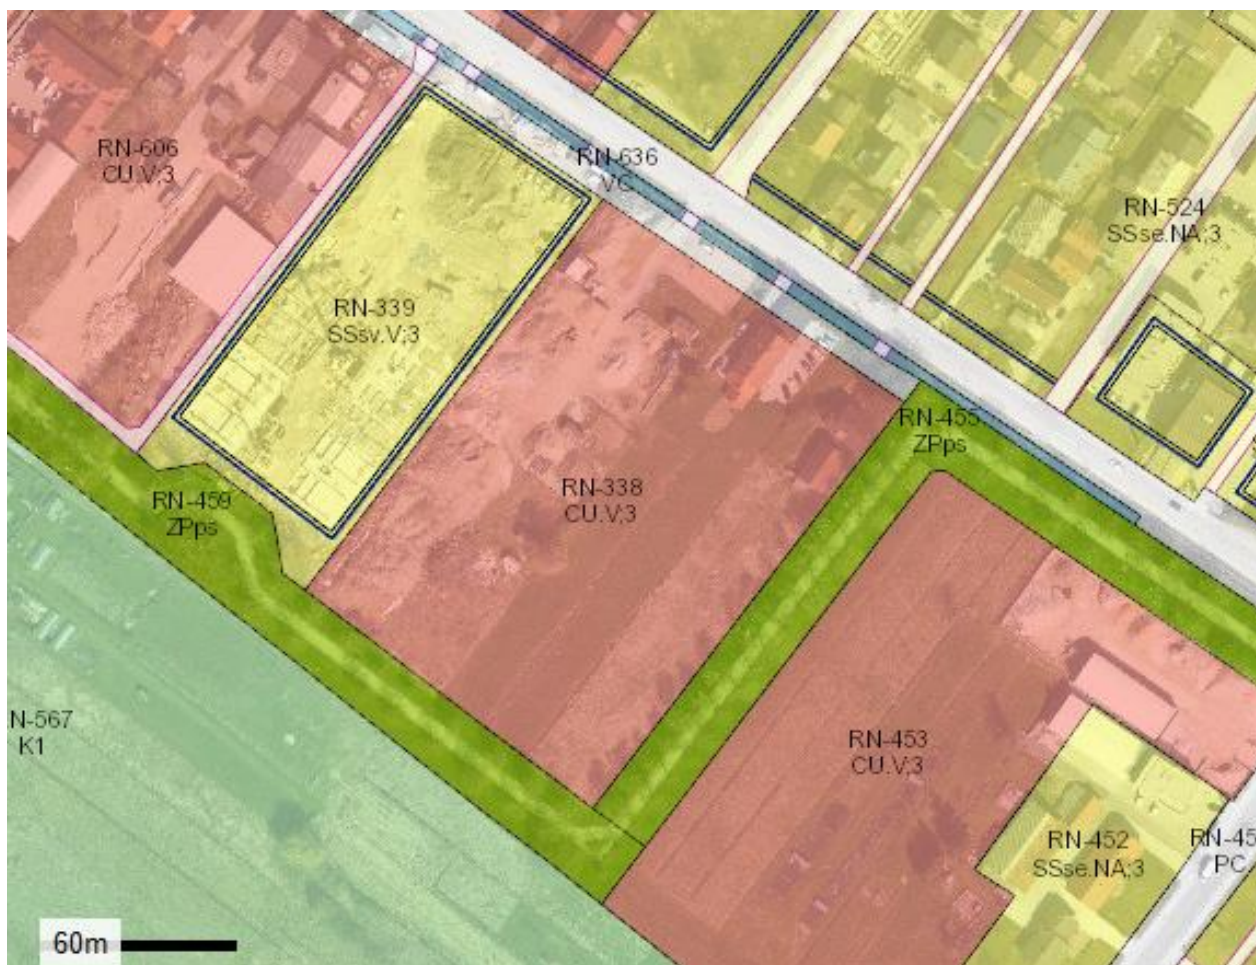 RN-606
CU.V;3
RN-636
VC
RN-524
SSse.NA;3
RN-339
SSsv.V;3
RN-455
ZPps
RN-338
CU.V;3
RN-459
ZPps
N-567
K1
RN-453
CU.V;3
RN-452
SSse.NA;3
RN-45
PC
60m